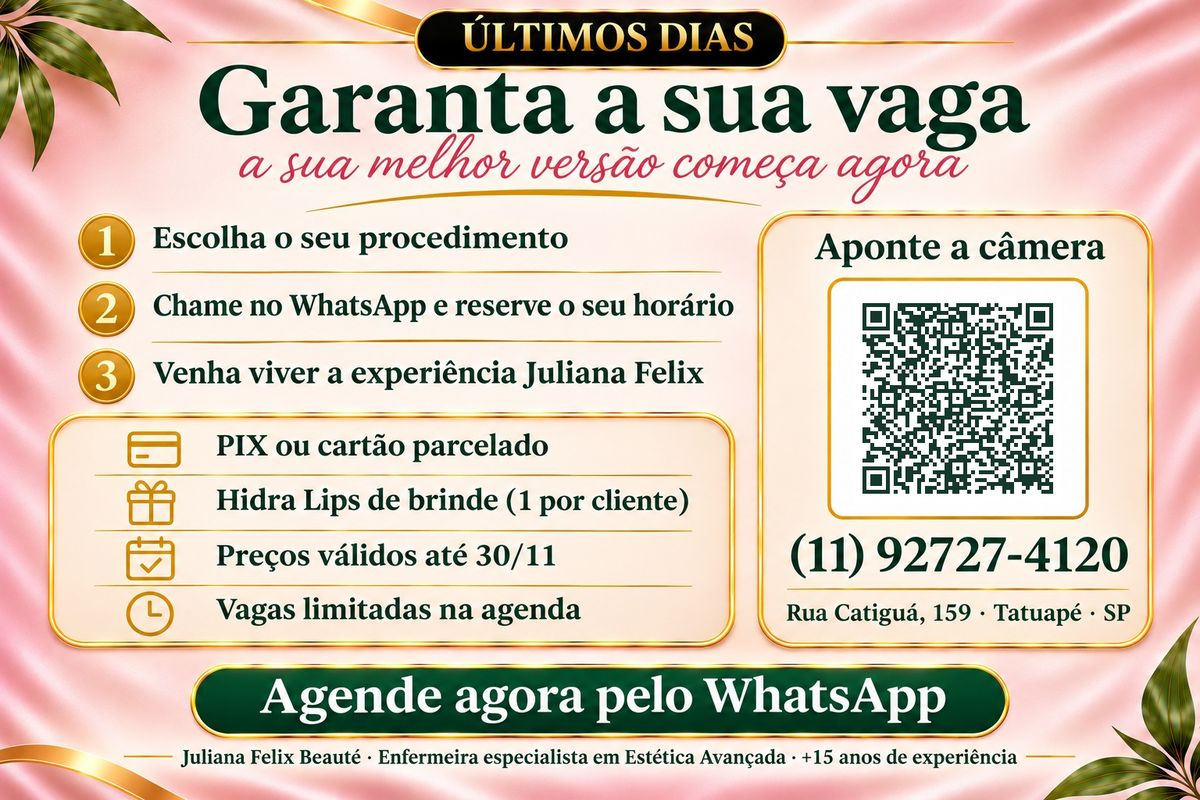 ÚLTIMOS DIAS
Garanta a sua vaga
a sua melhor versão começa agora
1 Escolha o seu procedimento
2 Chame no WhatsApp e reserve o seu horário
3 Venha viver a experiência Juliana Felix
PIX ou cartão parcelado
Hidra Lips de brinde (1 por cliente)
Preços válidos até 30/11
Vagas limitadas na agenda
Aponte a câmera
(11) 92727-4120
Rua Catiguá, 159 · Tatuapé · SP
Agende agora pelo WhatsApp
Juliana Felix Beauté · Enfermeira especialista em Estética Avançada · +15 anos de experiência